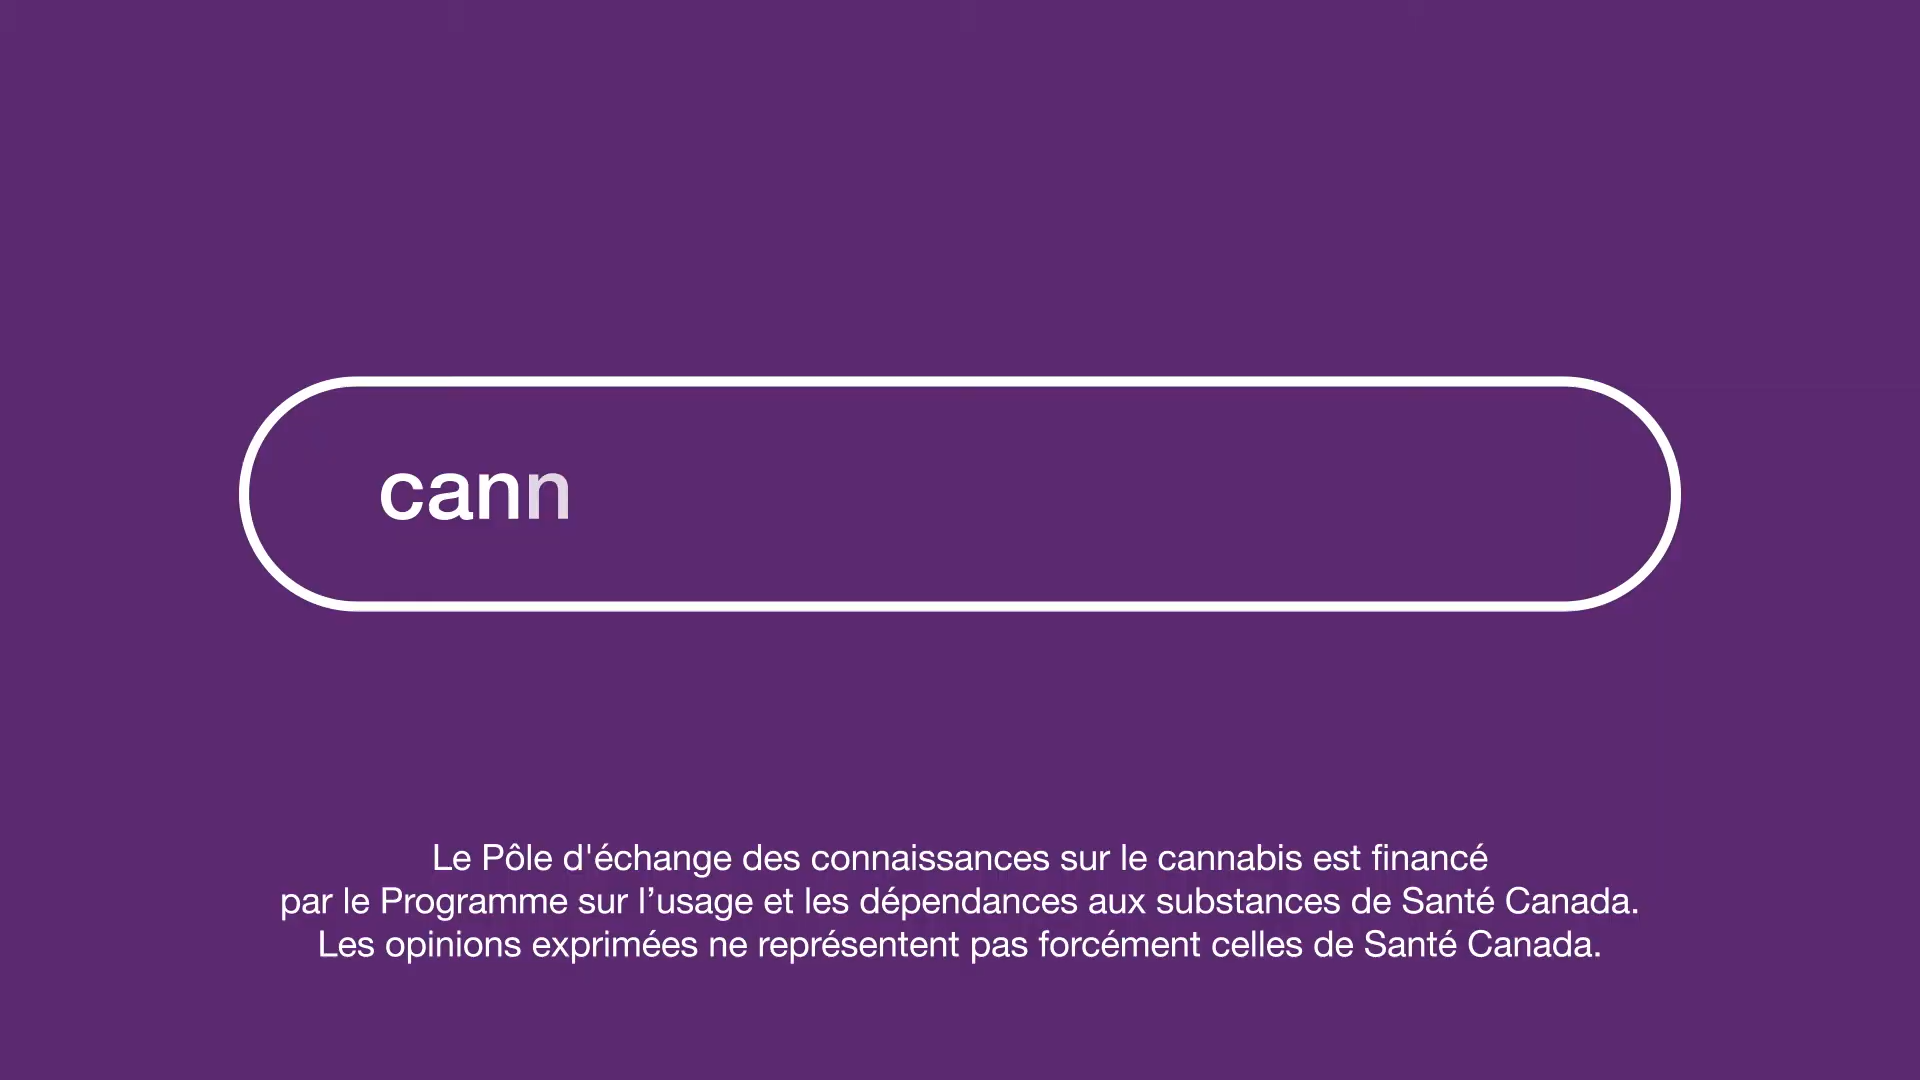 cann
Le Pôle d'échange des connaissances sur le cannabis est financé
par le Programme sur l’usage et les dépendances aux substances de Santé Canada.
Les opinions exprimées ne représentent pas forcément celles de Santé Canada.